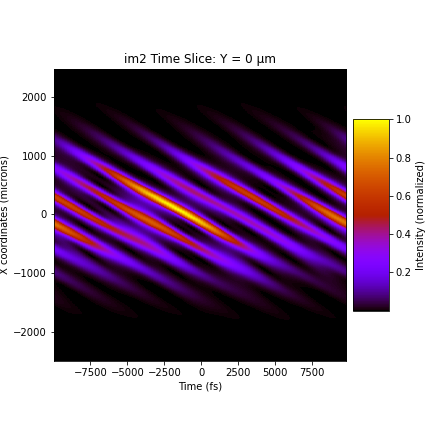 im2 Time Slice: Y = 0 μm
2000
1000
0
−1000
−2000
X coordinates (microns)
−7500 −5000 −2500 0 2500 5000 7500
Time (fs)
1.0
0.8
0.6
0.4
0.2
Intensity (normalized)